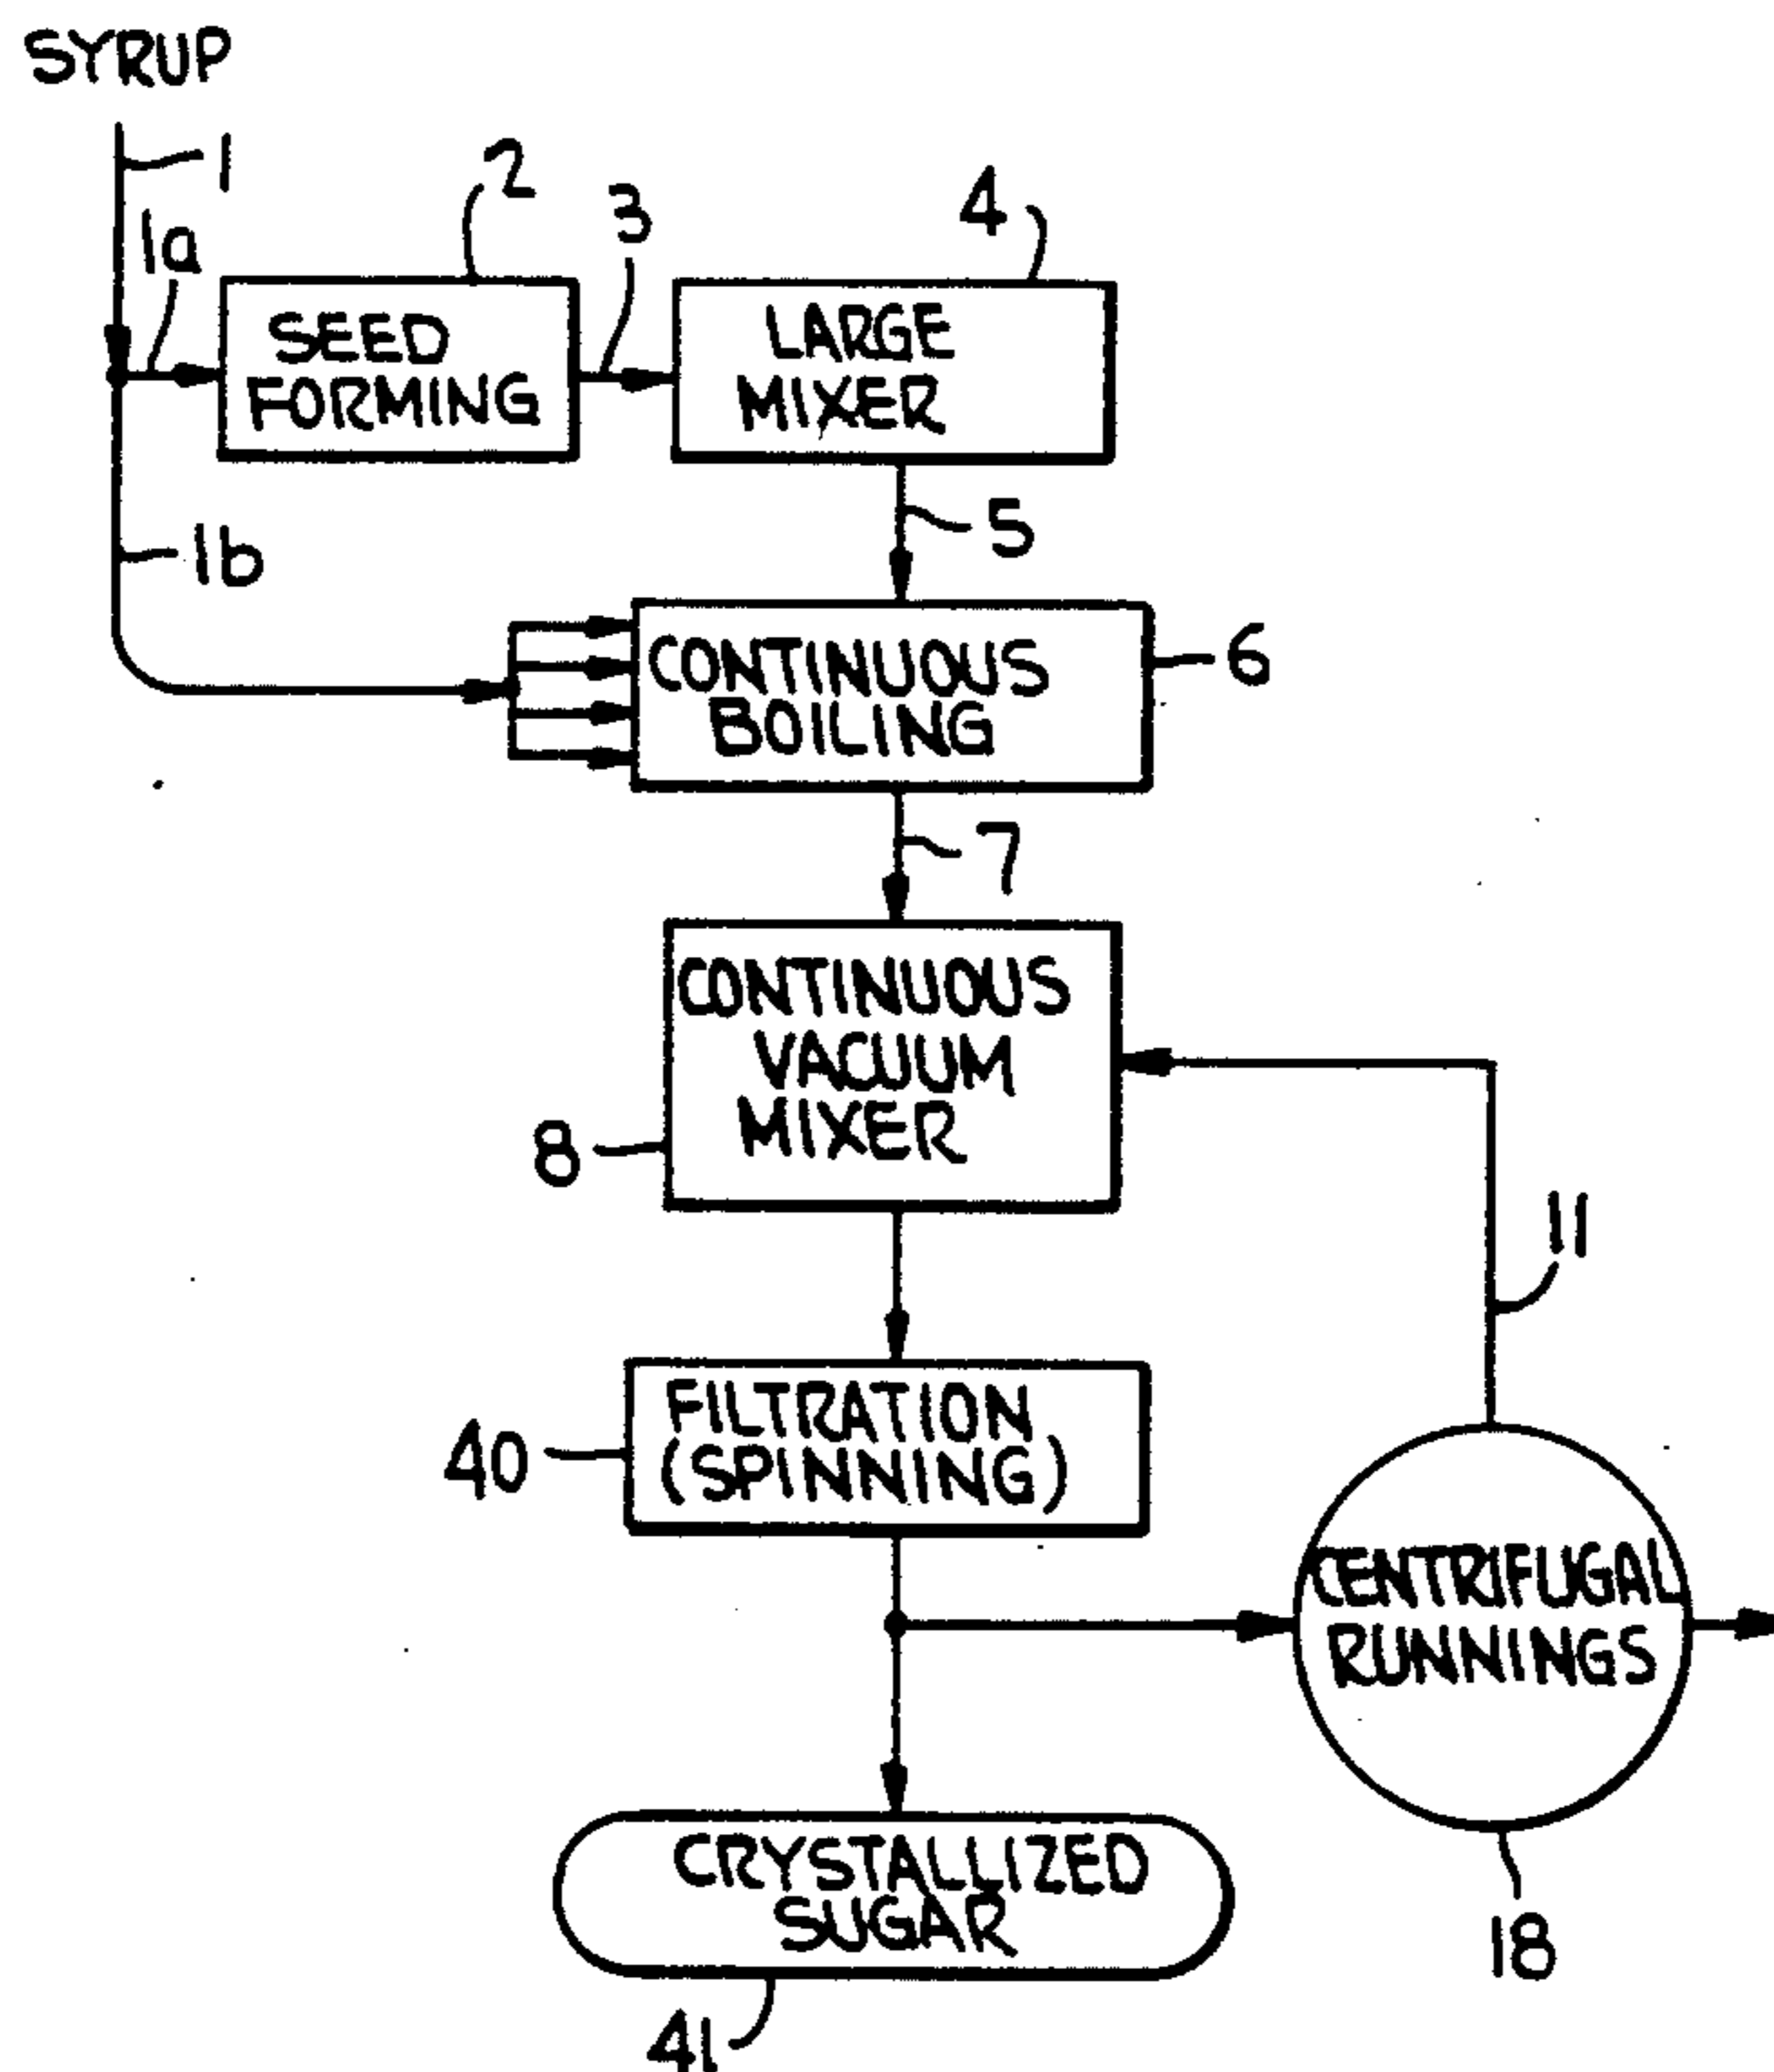 SYRUP
1
1a
2
3
4
SEED
FORMING
LARGE
MIXER
1b
5
CONTINUOUS
BOILING
6
7
CONTINUOUS
VACUUM
MIXER
8
11
FILTRATION
(SPINNING)
40
CENTRIFUGAL
RUNNINGS
CRYSTALLIZED
SUGAR
18
41